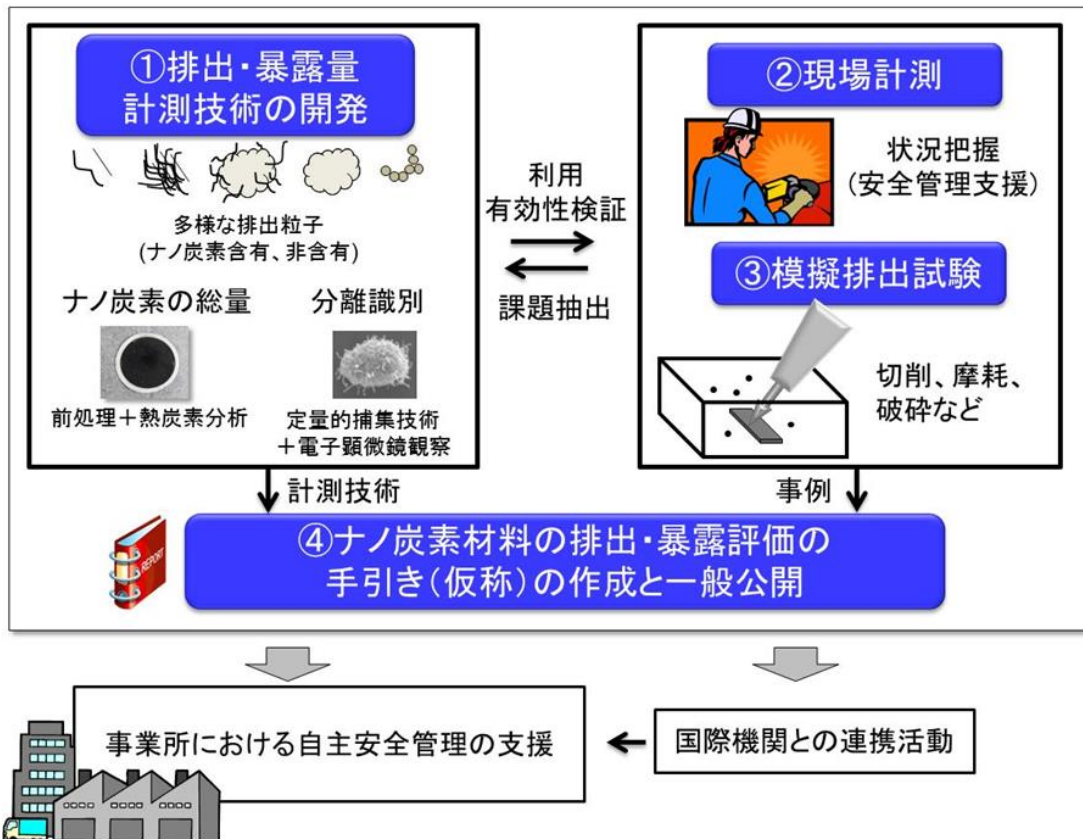 ①排出・暴露量
計測技術の開発
多様な排出粒子
(ナノ炭素含有、非含有)
ナノ炭素の総量
前処理＋熱炭素分析
分離識別
定量的捕集技術
＋電子顕微鏡観察
利用
有効性検証
課題抽出
②現場計測
状況把握
(安全管理支援)
③模擬排出試験
切削、摩耗、
破砕など
計測技術
事例
REPORT
④ナノ炭素材料の排出・暴露評価の
手引き(仮称)の作成と一般公開
事業所における自主安全管理の支援
国際機関との連携活動